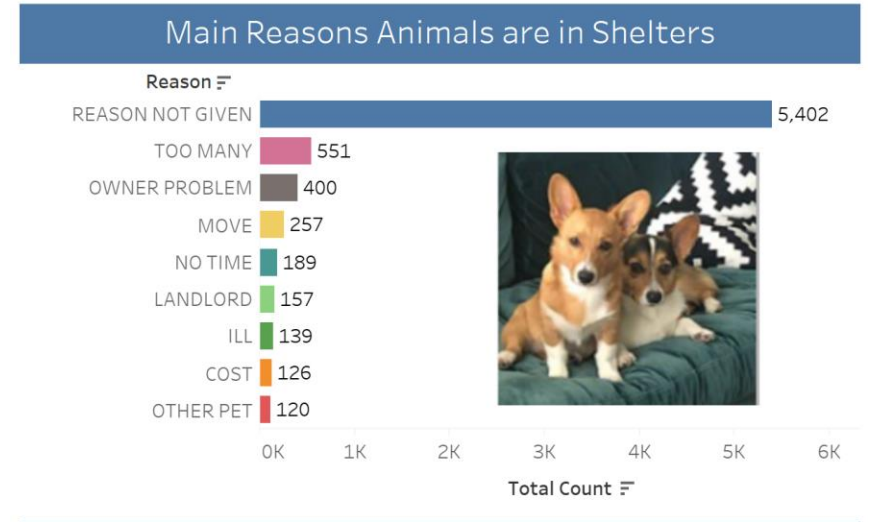 Main Reasons Animals are in Shelters
Reason
REASON NOT GIVEN 5,402
TOO MANY 551
OWNER PROBLEM 400
MOVE 257
NO TIME 189
LANDLORD 157
ILL 139
COST 126
OTHER PET 120
0K 1K 2K 3K 4K 5K 6K
Total Count